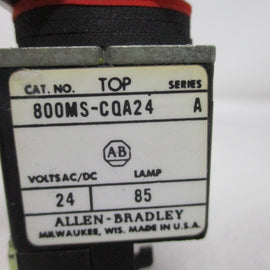 CAT. NO. TOP SERIES
800MS-CQA24 A
AB
VOLTS AC/DC LAMP
24 85
ALLEN-BRADLEY
MILWAUKEE, WIS. MADE IN U.S.A.